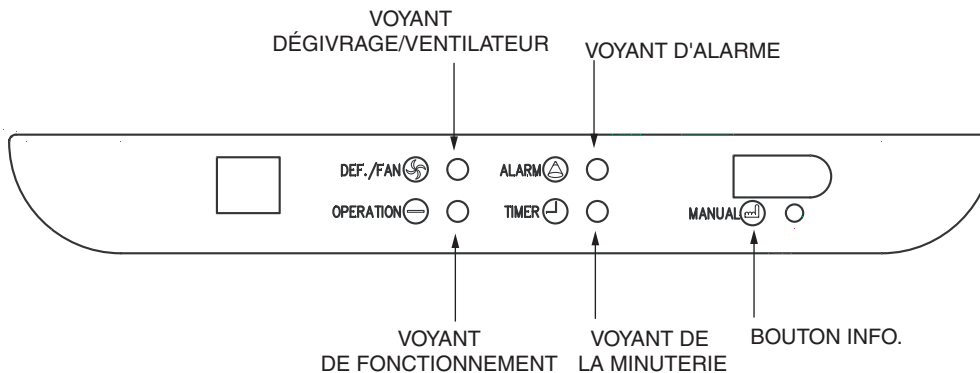 VOYANT
DÉGIVRAGE/VENTILATEUR
VOYANT D'ALARME
DEF./FAN
ALARM
OPERATION
TIMER
MANUAL
VOYANT
DE FONCTIONNEMENT
VOYANT DE
LA MINUTERIE
BOUTON INFO.